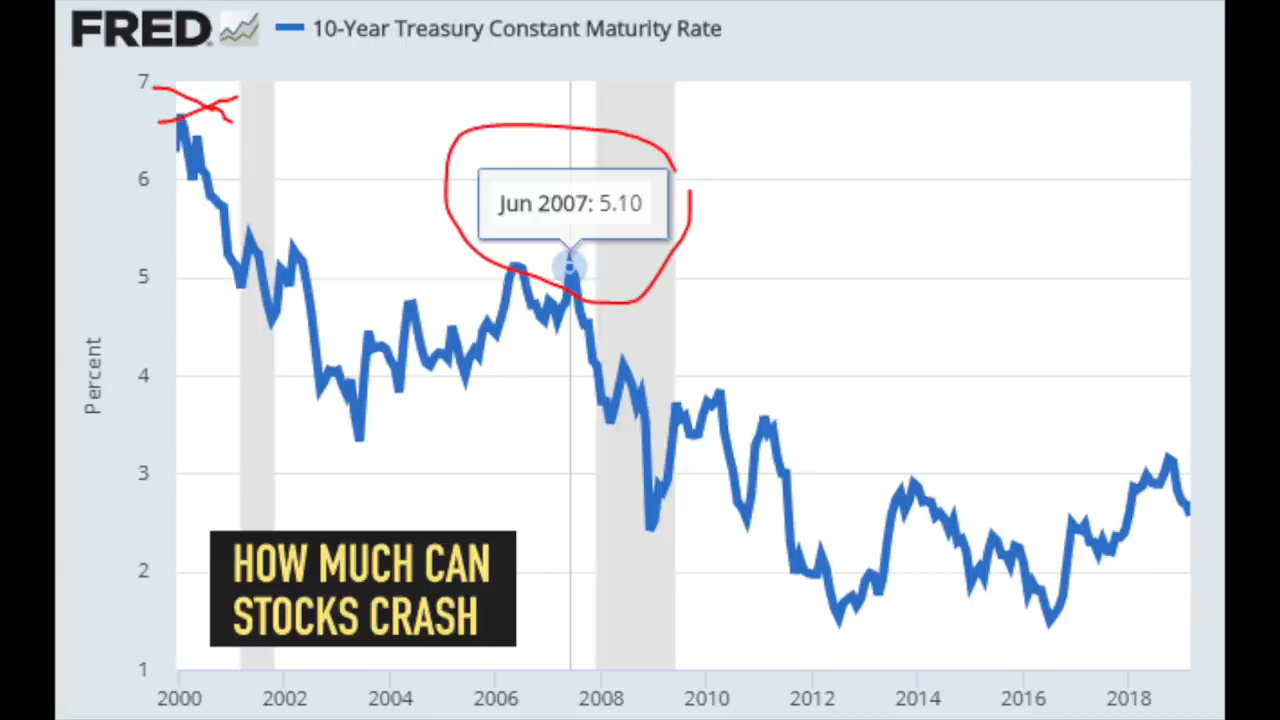 FRED 10-Year Treasury Constant Maturity Rate
7
6
Jun 2007: 5.10
5
4
Percent
3
2
1
HOW MUCH CAN
STOCKS CRASH
2000 2002 2004 2006 2008 2010 2012 2014 2016 2018